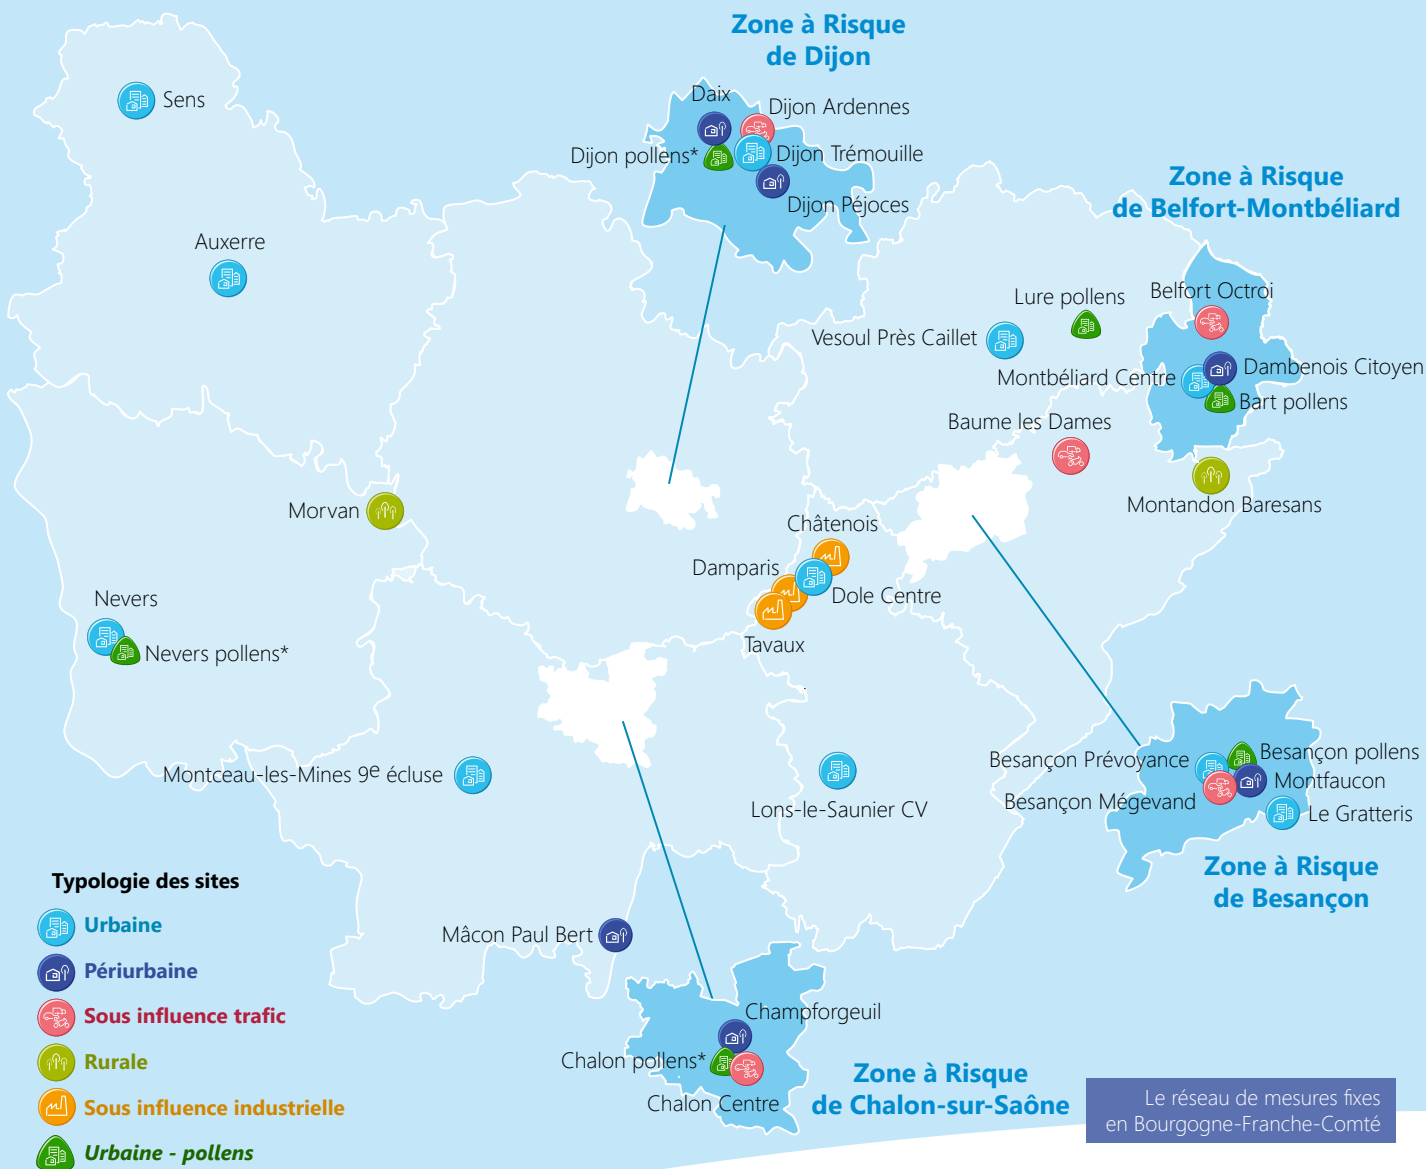 Zone à Risque
de Dijon
Sens
Daix
Dijon Ardennes
Dijon pollens*
Dijon Trémouille
Dijon Péjoces
Zone à Risque
de Belfort-Montbéliard
Auxerre
Lure pollens
Belfort Octroi
Vesoul Près Caillet
Montbéliard Centre
Dambenois Citoyen
Bart pollens
Baume les Dames
Montandon Baresans
Morvan
Châtenois
Damparis
Dole Centre
Tavaux
Nevers
Nevers pollens*
Montceau-les-Mines 9e écluse
Lons-le-Saunier CV
Besançon Prévoyance
Besançon pollens
Montfaucon
Besançon Mégevand
Le Gratteris
Zone à Risque
de Besançon
Mâcon Paul Bert
Champforgeuil
Chalon pollens*
Chalon Centre
Zone à Risque
de Chalon-sur-Saône
Typologie des sites
Urbaine
Périurbaine
Sous influence trafic
Rurale
Sous influence industrielle
Urbaine - pollens
Le réseau de mesures fixes
en Bourgogne-Franche-Comté